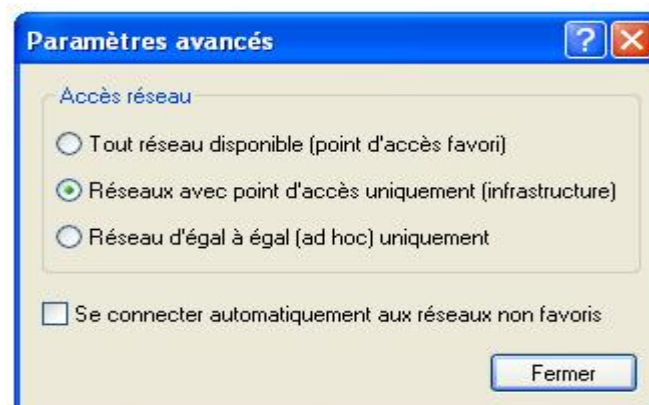 Paramètres avancés
Accès réseau
Tout réseau disponible (point d'accès favori)
Réseaux avec point d'accès uniquement (infrastructure)
Réseau d'égal à égal (ad hoc) uniquement
Se connecter automatiquement aux réseaux non favoris
Fermer